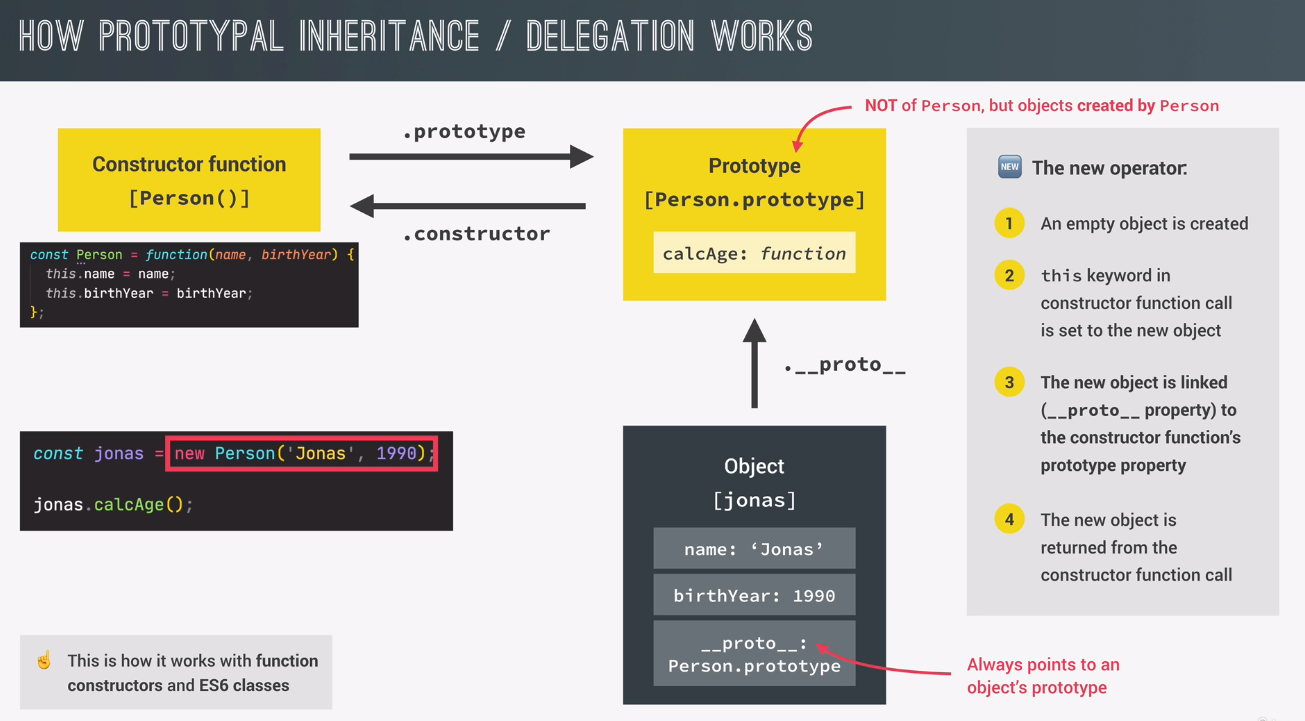 HOW PROTOTYPAL INHERITANCE / DELEGATION WORKS
NOT of Person, but objects created by Person
Constructor function
[Person()]
.prototype
.constructor
Prototype
[Person.prototype]
calcAge: function
const Person = function(name, birthYear) {
this.name = name;
this.birthYear = birthYear;
};
.__proto__
const jonas = new Person('Jonas', 1990);
jonas.calcAge();
Object
[jonas]
name: ‘Jonas’
birthYear: 1990
__proto__:
Person.prototype
Always points to an
object’s prototype
NEW The new operator:
1 An empty object is created
2 this keyword in
constructor function call
is set to the new object
3 The new object is linked
(__proto__ property) to
the constructor function’s
prototype property
4 The new object is
returned from the
constructor function call
☝ This is how it works with function
constructors and ES6 classes